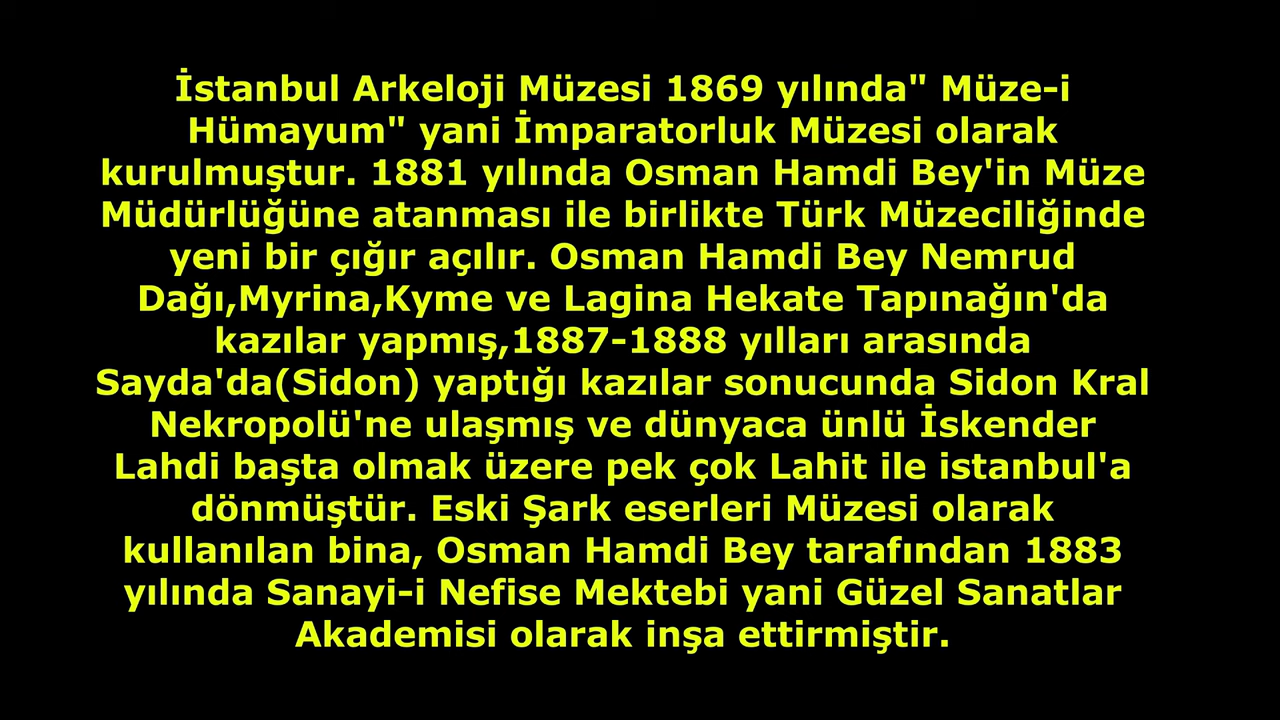 İstanbul Arkeloji Müzesi 1869 yılında" Müze-i
Hümayum" yani İmparatorluk Müzesi olarak
kurulmuştur. 1881 yılında Osman Hamdi Bey'in Müze
Müdürlüğüne atanması ile birlikte Türk Müzeciliğinde
yeni bir çığır açılır. Osman Hamdi Bey Nemrud
Dağı,Myrina,Kyme ve Lagina Hekate Tapınağın'da
kazılar yapmış,1887-1888 yılları arasında
Sayda'da(Sidon) yaptığı kazılar sonucunda Sidon Kral
Nekropolü'ne ulaşmış ve dünyaca ünlü İskender
Lahdi başta olmak üzere pek çok Lahit ile istanbul'a
dönmüştür. Eski Şark eserleri Müzesi olarak
kullanılan bina, Osman Hamdi Bey tarafından 1883
yılında Sanayi-i Nefise Mektebi yani Güzel Sanatlar
Akademisi olarak inşa ettirmiştir.